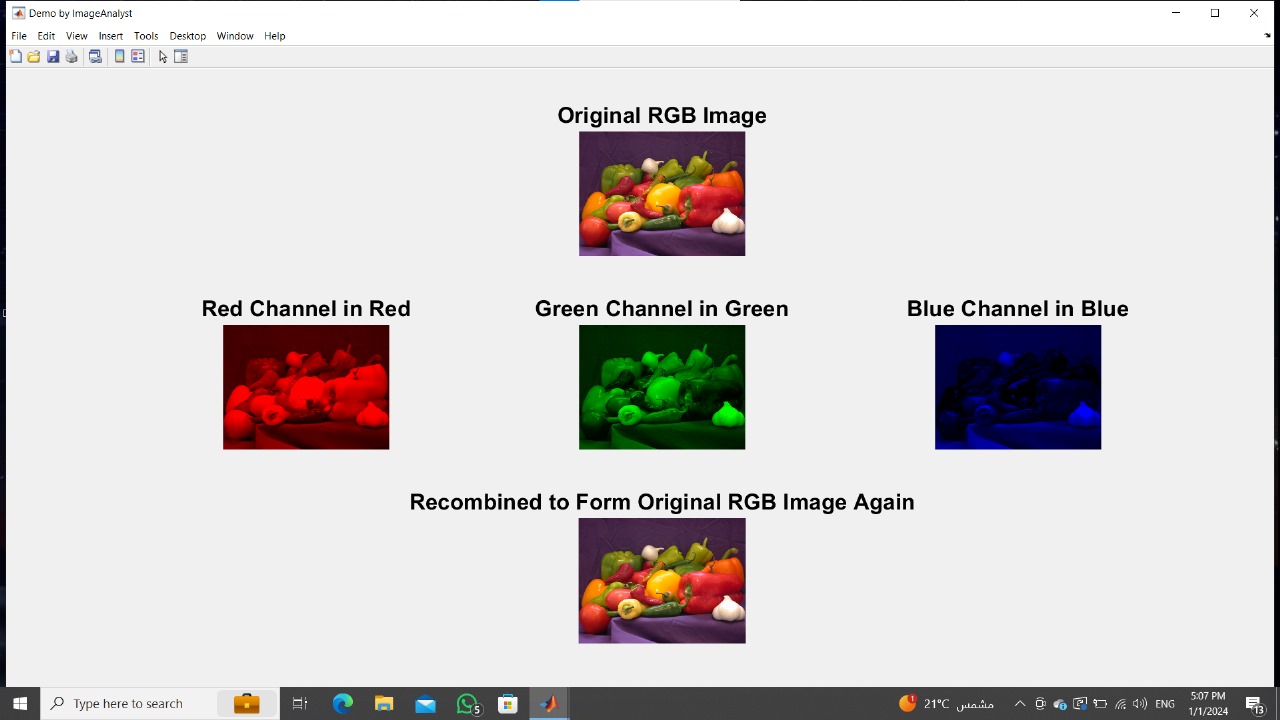 Demo by ImageAnalyst
File Edit View Insert Tools Desktop Window Help
Original RGB Image
Red Channel in Red
Green Channel in Green
Blue Channel in Blue
Recombined to Form Original RGB Image Again
Type here to search
5
1
21°C مشمس
ENG
5:07 PM
1/1/2024
13